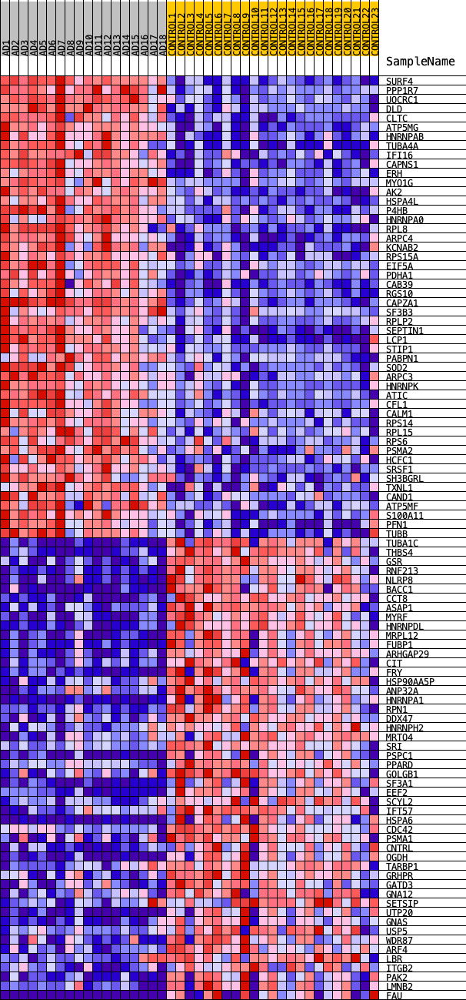 AD1
AD2
AD3
AD4
AD5
AD6
AD7
AD8
AD9
AD10
AD11
AD12
AD13
AD14
AD15
AD16
AD17
AD18
CONTROL1
CONTROL2
CONTROL3
CONTROL4
CONTROL5
CONTROL6
CONTROL7
CONTROL8
CONTROL9
CONTROL10
CONTROL11
CONTROL12
CONTROL13
CONTROL14
CONTROL15
CONTROL16
CONTROL17
CONTROL18
CONTROL19
CONTROL20
CONTROL21
CONTROL22
CONTROL23
SampleName
SURF4
PPP1R7
UQCRC1
DLD
CLTC
ATP5MG
HNRNPAB
TUBA4A
IFI16
CAPNS1
ERH
MYO1G
AK2
HSPA4L
P4HB
HNRNPA0
RPL8
ARPC4
KCNAB2
RPS15A
EIF5A
PDHA1
CAB39
RGS10
CAPZA1
SF3B3
RPLP2
SEPTIN1
LCP1
STIP1
PABPN1
SOD2
ARPC3
HNRNPK
ATIC
CFL1
CALM1
RPS14
RPL15
RPS6
PSMA2
HCFC1
SRSF1
SH3BGRL
TXNL1
CAND1
ATP5MF
S100A11
PFN1
TUBB
TUBA1C
THBS4
GSR
RNF213
NLRP8
BACC1
CCT8
ASAP1
MYRF
HNRNPDL
MRPL12
FUBP1
ARHGAP29
CIT
FRY
HSP90AA5P
ANP32A
HNRNPA1
RPN1
DDX47
HNRNPH2
MRTO4
SRI
PSPC1
PPARD
GOLGB1
SF3A1
EEF2
SCYL2
IFT57
HSPA6
CDC42
PSMA1
CNTRL
OGDH
TARBP1
GRHPR
GATD3
GNA12
SETSIP
UTP20
GNAS
USP5
WDR87
ARF4
LBR
ITGB2
PAK2
LMNB2
FAU